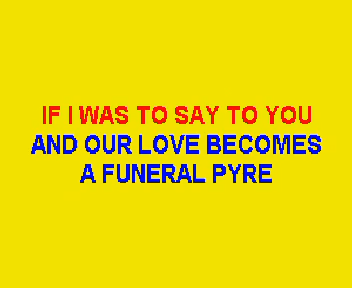 IF I WAS TO SAY TO YOU
AND OUR LOVE BECOMES
A FUNERAL PYRE